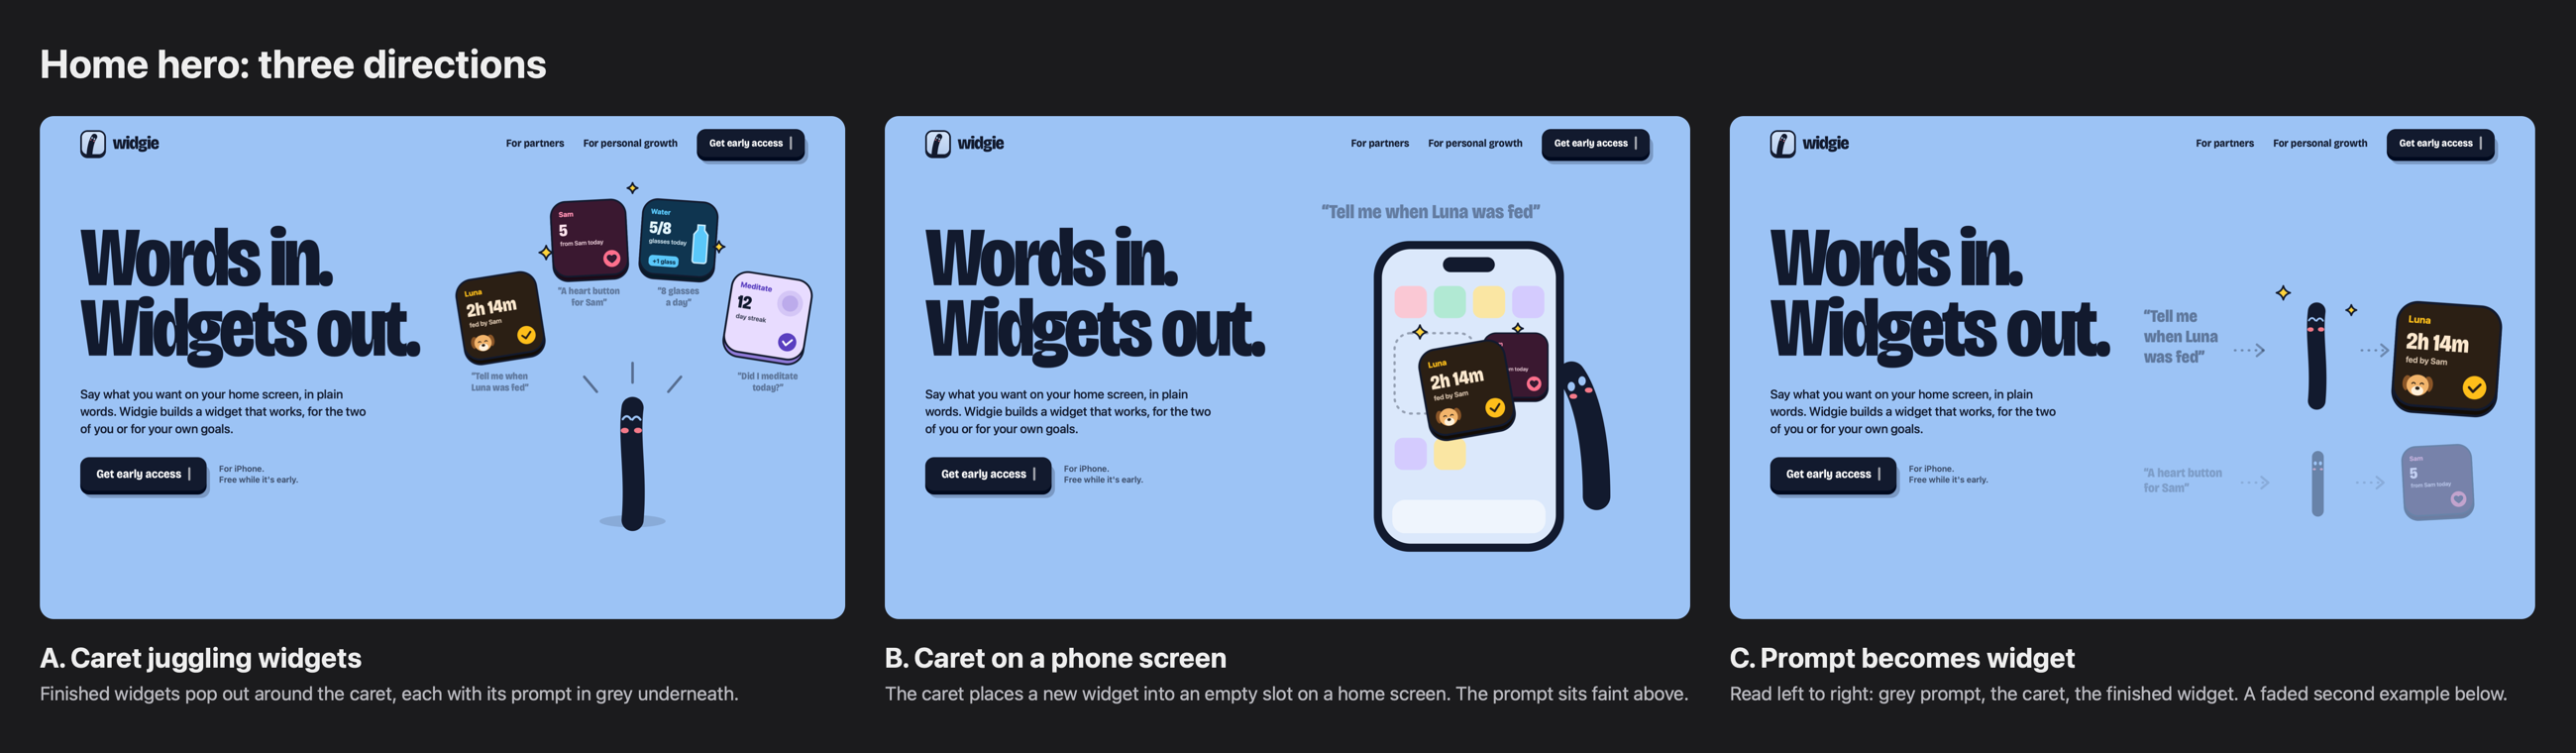 Home hero: three directions
widgie
For partners
For personal growth
Get early access
Words in.
Widgets out.
Say what you want on your home screen, in plain
words. Widgie builds a widget that works, for the two
of you or for your own goals.
Get early access
For iPhone.
Free while it's early.
Luna
2h 14m
fed by Sam
"Tell me when
Luna was fed"
Sam
5
from Sam today
"A heart button
for Sam"
Water
5/8
glasses today
+1 glass
"8 glasses
a day"
Meditate
12
day streak
"Did I meditate
today?"
A. Caret juggling widgets
Finished widgets pop out around the caret, each with its prompt in grey underneath.
widgie
For partners
For personal growth
Get early access
Words in.
Widgets out.
Say what you want on your home screen, in plain
words. Widgie builds a widget that works, for the two
of you or for your own goals.
Get early access
For iPhone.
Free while it's early.
“Tell me when Luna was fed”
Luna
2h 14m
fed by Sam
m today
B. Caret on a phone screen
The caret places a new widget into an empty slot on a home screen. The prompt sits faint above.
widgie
For partners
For personal growth
Get early access
Words in.
Widgets out.
Say what you want on your home screen, in plain
words. Widgie builds a widget that works, for the two
of you or for your own goals.
Get early access
For iPhone.
Free while it's early.
“Tell me
when Luna
was fed”
Luna
2h 14m
fed by Sam
“A heart button
for Sam”
Sam
5
from Sam today
C. Prompt becomes widget
Read left to right: grey prompt, the caret, the finished widget. A faded second example below.